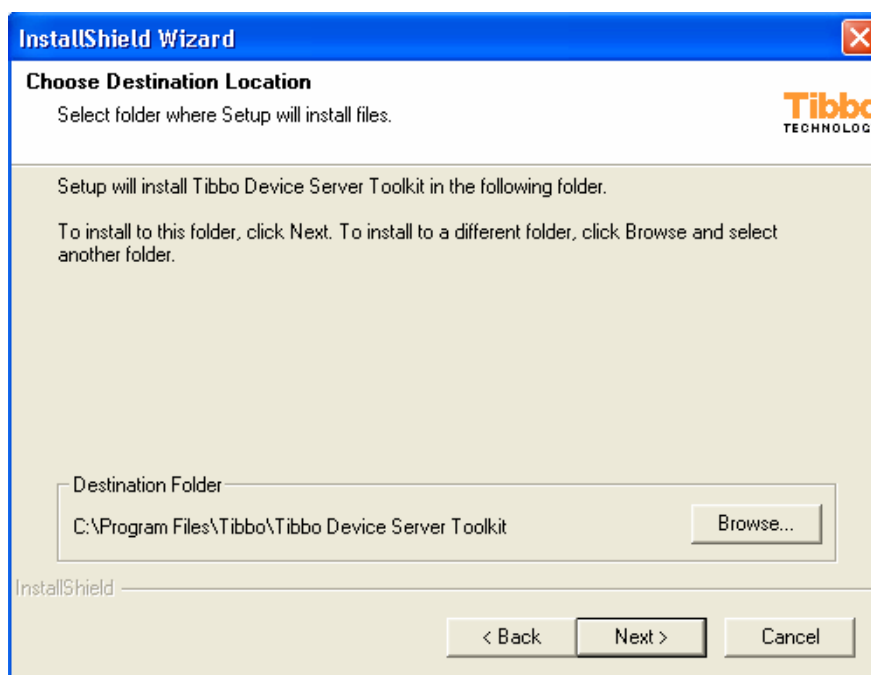 InstallShield Wizard
Choose Destination Location
Select folder where Setup will install files.
Tibbo
TECHNOLOG
Setup will install Tibbo Device Server Toolkit in the following folder.
To install to this folder, click Next. To install to a different folder, click Browse and select
another folder.
Destination Folder
C:\Program Files\Tibbo\Tibbo Device Server Toolkit
Browse...
InstallShield
< Back
Next >
Cancel